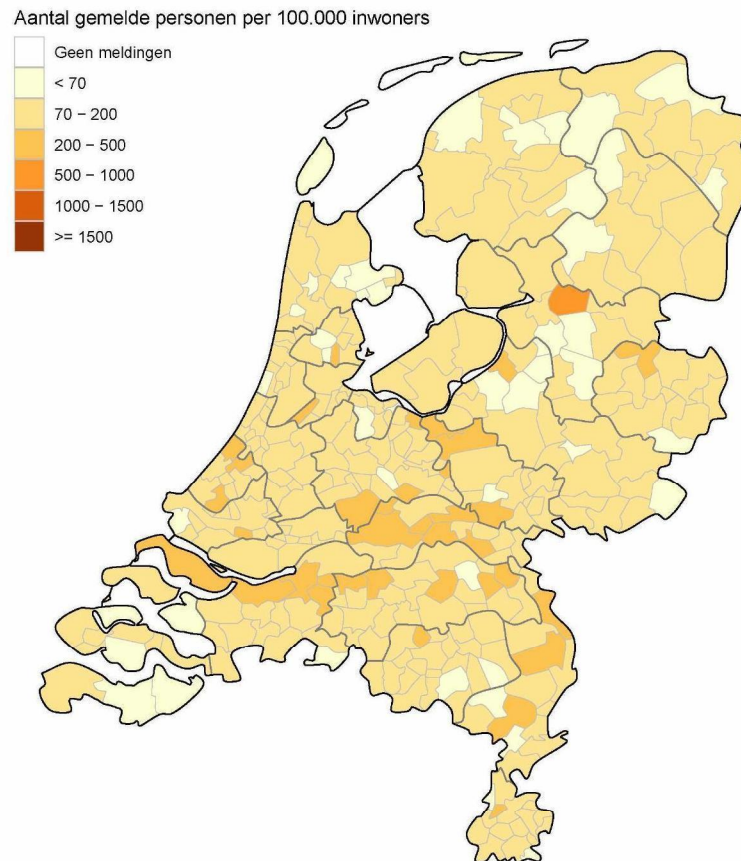 Aantal gemelde personen per 100.000 inwoners
Geen meldingen
< 70
70 − 200
200 − 500
500 − 1000
1000 − 1500
>= 1500